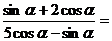 sin α+2cos α
5cos α−sin α
=